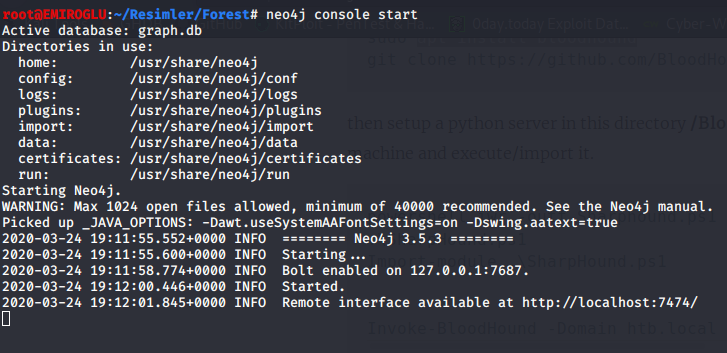 root@EMIROGLU:~/Resimler/Forest# neo4j console start
Active database: graph.db
Directories in use:
home: /usr/share/neo4j
config: /usr/share/neo4j/conf
logs: /usr/share/neo4j/logs
plugins: /usr/share/neo4j/plugins
import: /usr/share/neo4j/import
data: /usr/share/neo4j/data
certificates: /usr/share/neo4j/certificates
run: /usr/share/neo4j/run
Starting Neo4j.
WARNING: Max 1024 open files allowed, minimum of 40000 recommended. See the Neo4j manual.
Picked up _JAVA_OPTIONS: -Dawt.useSystemAAFontSettings=on -Dswing.aatext=true
2020-03-24 19:11:55.552+0000 INFO ======== Neo4j 3.5.3 ========
2020-03-24 19:11:55.600+0000 INFO Starting...
2020-03-24 19:11:58.774+0000 INFO Bolt enabled on 127.0.0.1:7687.
2020-03-24 19:12:00.446+0000 INFO Started.
2020-03-24 19:12:01.845+0000 INFO Remote interface available at http://localhost:7474/
git clone https://github.com/BloodHo
then setup a python server in this directory /Blo
machine and execute/import it.
Invoke-BloodHound -Domain htb.local